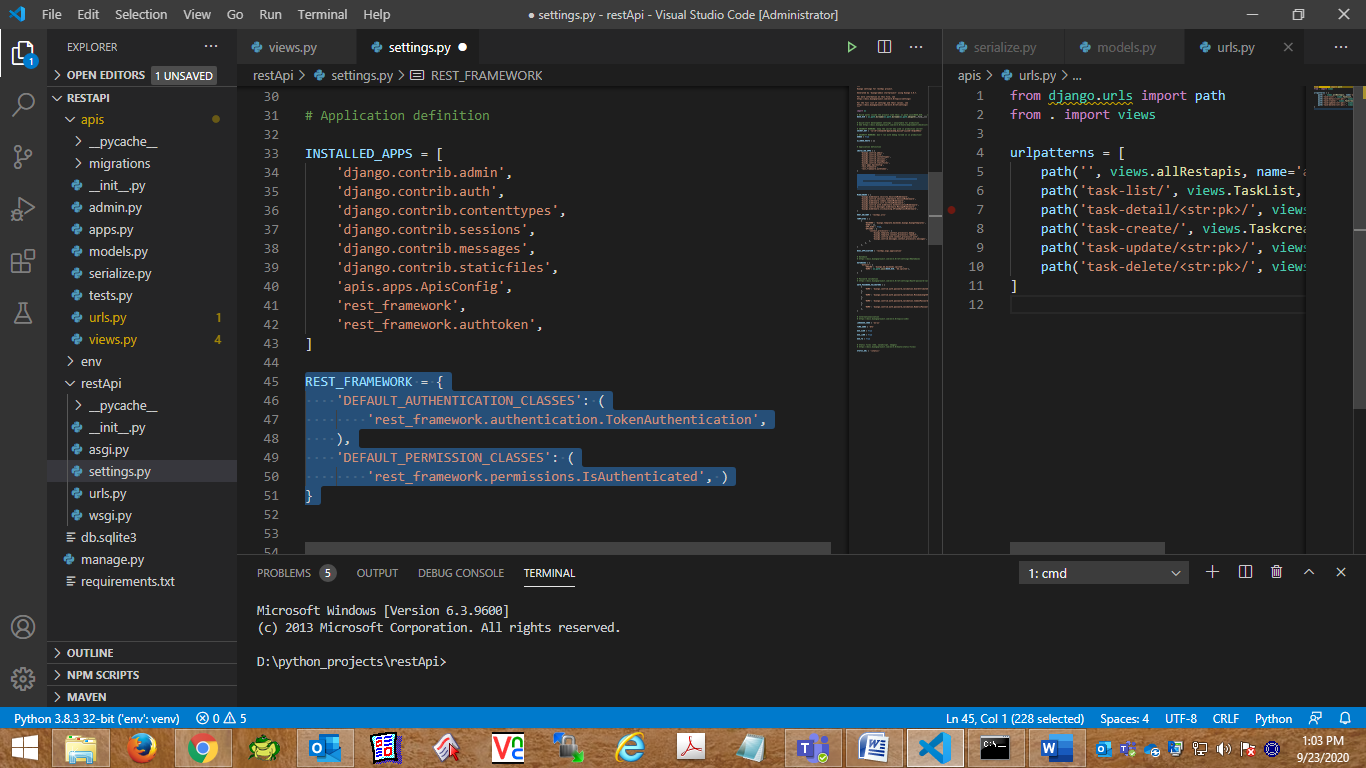 File Edit Selection View Go Run Terminal Help
● settings.py - restApi - Visual Studio Code [Administrator]
EXPLORER
OPEN EDITORS 1 UNSAVED
RESTAPI
apis
__pycache__
migrations
__init__.py
admin.py
apps.py
models.py
serialize.py
tests.py
urls.py 1
views.py 4
env
restApi
__pycache__
__init__.py
asgi.py
settings.py
urls.py
wsgi.py
db.sqlite3
manage.py
requirements.txt
OUTLINE
NPM SCRIPTS
MAVEN
1
views.py settings.py ●
restApi > settings.py > REST_FRAMEWORK
30
31 # Application definition
32
33 INSTALLED_APPS = [
34 'django.contrib.admin',
35 'django.contrib.auth',
36 'django.contrib.contenttypes',
37 'django.contrib.sessions',
38 'django.contrib.messages',
39 'django.contrib.staticfiles',
40 'apis.apps.ApisConfig',
41 'rest_framework',
42 'rest_framework.authtoken',
43 ]
44
45 REST_FRAMEWORK = {
46 'DEFAULT_AUTHENTICATION_CLASSES': (
47 'rest_framework.authentication.TokenAuthentication',
48 ),
49 'DEFAULT_PERMISSION_CLASSES': (
50 'rest_framework.permissions.IsAuthenticated', )
51 }
52
53
54
serialize.py models.py urls.py
apis > urls.py > ...
1 from django.urls import path
2 from . import views
3
4 urlpatterns = [
5 path('', views.allRestapis, name='a
6 path('task-list/', views.TaskList,
7 path('task-detail/<str:pk>/', views
8 path('task-create/', views.Taskcrea
9 path('task-update/<str:pk>/', views
10 path('task-delete/<str:pk>/', views
11 ]
12
PROBLEMS 5 OUTPUT DEBUG CONSOLE TERMINAL
1: cmd
Microsoft Windows [Version 6.3.9600]
(c) 2013 Microsoft Corporation. All rights reserved.
D:\python_projects\restApi>
Python 3.8.3 32-bit ('env': venv) 0 5
Ln 45, Col 1 (228 selected) Spaces: 4 UTF-8 CRLF Python
1:03 PM
9/23/2020